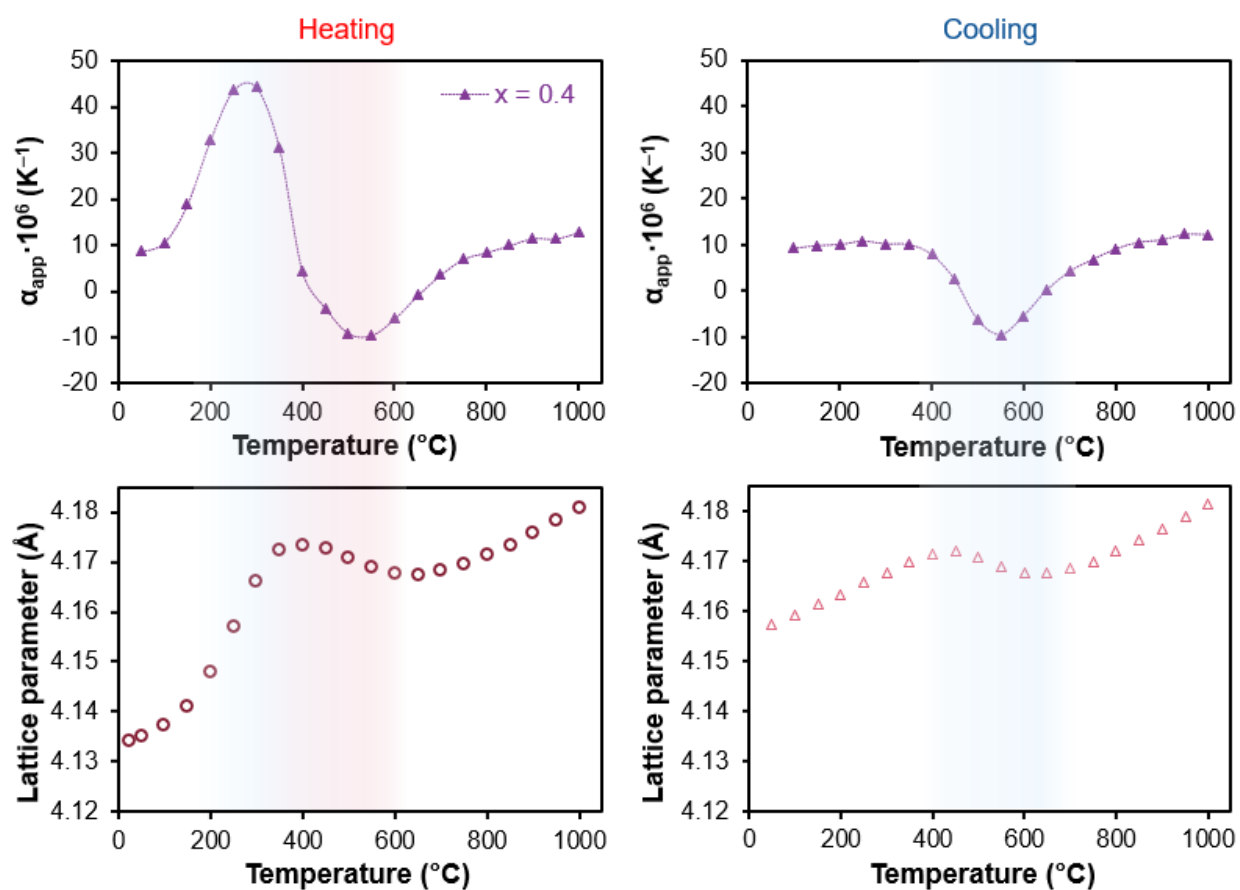 Heating
Cooling
50
40
30
20
10
0
-10
-20
α_app·10⁶ (K⁻¹)
x = 0.4
0 200 400 600 800 1000
Temperature (°C)
50
40
30
20
10
0
-10
-20
α_app·10⁶ (K⁻¹)
0 200 400 600 800 1000
Temperature (°C)
4.18
4.17
4.16
4.15
4.14
4.13
4.12
Lattice parameter (Å)
0 200 400 600 800 1000
Temperature (°C)
4.18
4.17
4.16
4.15
4.14
4.13
4.12
Lattice parameter (Å)
0 200 400 600 800 1000
Temperature (°C)